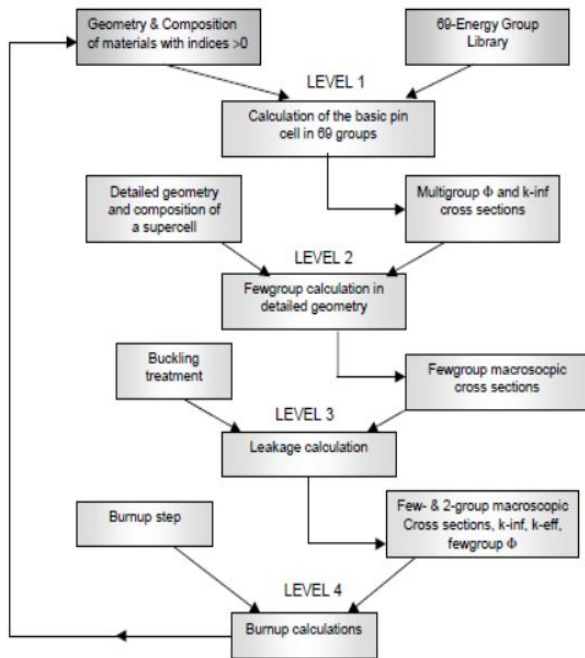 Geometry & Composition
of materials with indices >0
69-Energy Group
Library
LEVEL 1
Calculation of the basic pin
cell in 69 groups
Detailed geometry
and composition of
a supercell
Multigroup Φ and k-inf
cross sections
LEVEL 2
Fewgroup calculation in
detailed geometry
Buckling
treatment
Fewgroup macrosocpic
cross sections
LEVEL 3
Leakage calculation
Burnup step
Few- & 2-group macroscopic
Cross sections, k-inf, k-eff,
fewgroup Φ
LEVEL 4
Burnup calculations